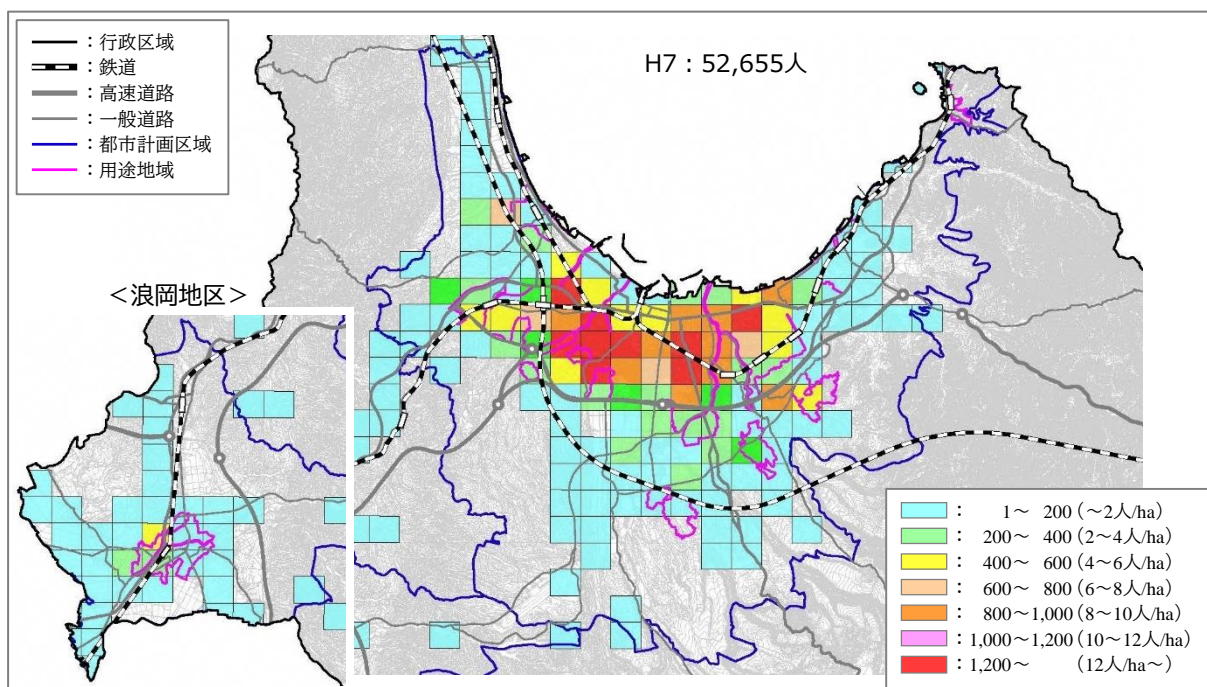 ：行政区域
：鉄道
：高速道路
：一般道路
：都市計画区域
：用途地域
H7：52,655人
＜浪岡地区＞
： 1～ 200（～2人/ha）
： 200～ 400（2～4人/ha）
： 400～ 600（4～6人/ha）
： 600～ 800（6～8人/ha）
： 800～1,000（8～10人/ha）
：1,000～1,200（10～12人/ha）
：1,200～ （12人/ha～）